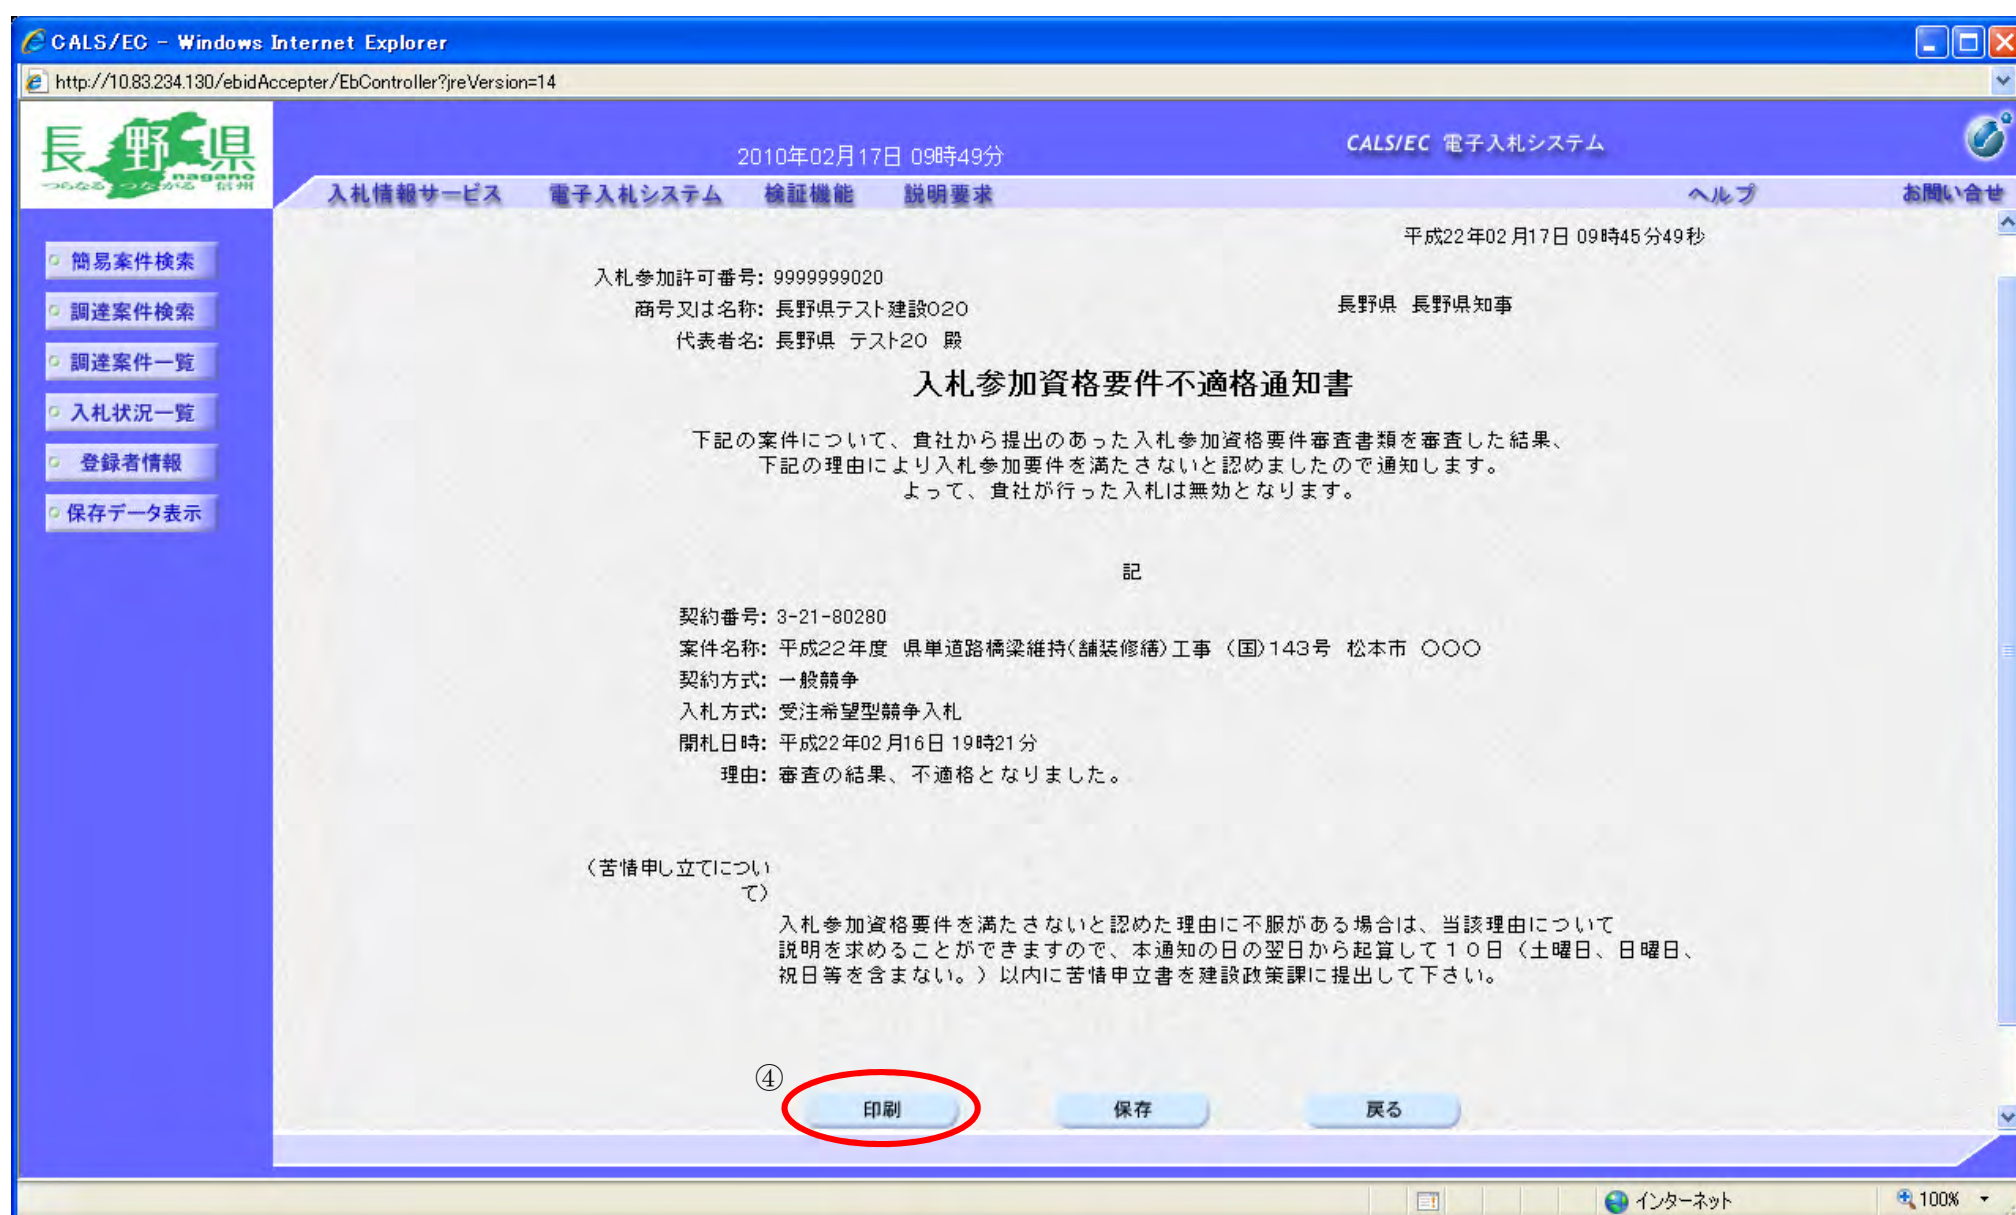 CALS/EC - Windows Internet Explorer
http://10.83.234.130/ebidAccepter/EbController?jreVersion=14
長野県
nagano
つらなる つながる 信州
2010年02月17日 09時49分
CALS/EC 電子入札システム
入札情報サービス 電子入札システム 検証機能 説明要求 ヘルプ お問い合せ
簡易案件検索
調達案件検索
調達案件一覧
入札状況一覧
登録者情報
保存データ表示
平成22年02月17日 09時45分49秒
入札参加許可番号: 9999999020
商号又は名称: 長野県テスト建設020
長野県 長野県知事
代表者名: 長野県 テスト20 殿
入札参加資格要件不適格通知書
下記の案件について、貴社から提出のあった入札参加資格要件審査書類を審査した結果、
下記の理由により入札参加要件を満たさないと認めましたので通知します。
よって、貴社が行った入札は無効となります。
記
契約番号: 3-21-80280
案件名称: 平成22年度 県単道路橋梁維持(舗装修繕)工事 (国)143号 松本市 ○○○
契約方式: 一般競争
入札方式: 受注希望型競争入札
開札日時: 平成22年02月16日 19時21分
理由: 審査の結果、不適格となりました。
(苦情申し立てについ
て)
入札参加資格要件を満たさないと認めた理由に不服がある場合は、当該理由について
説明を求めることができますので、本通知の日の翌日から起算して10日(土曜日、日曜日、
祝日等を含まない。)以内に苦情申立書を建設政策課に提出して下さい。
④
印刷 保存 戻る
インターネット 100%